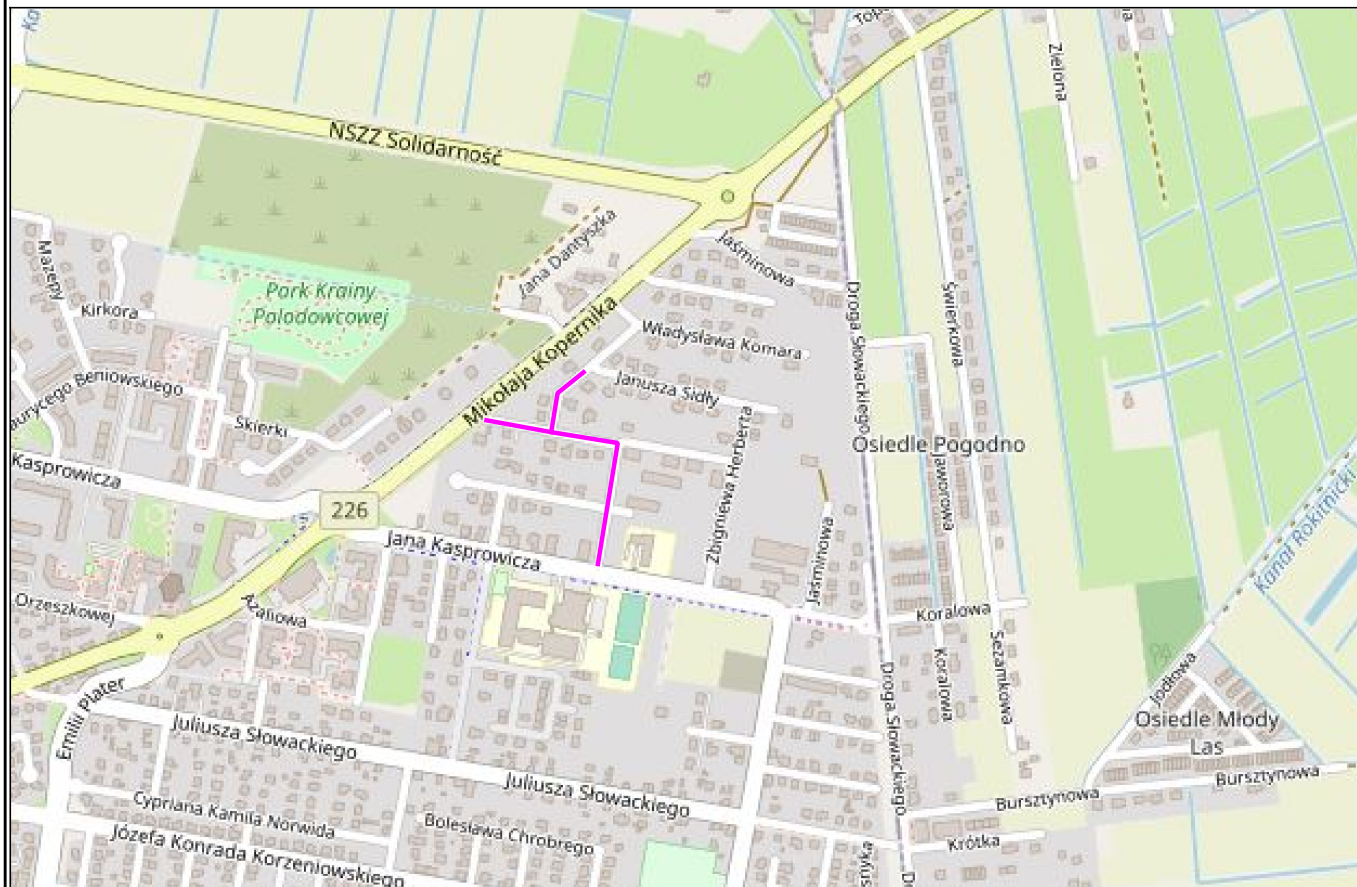 Zielona
NSZZ Solidarność
Jana Dantyszka
Jaśminowa
Mazepy
Park Krainy
Polodowcowej
Kirkora
Droga Słowackiego
Świerkowa
Mikołaja Kopernika
Władysława Komara
Janusza Sidły
Skierki
Zbigniewa Herberta
Osiedle Pogodno
Kasprowicza
Jaworowa
Kanał Rokitnicki
226
Jana Kasprowicza
Jaśminowa
Orzeszkowej
Azaliowa
Koralowa
Sezamkowa
Koralowa
Jodłowa
Emilii Plater
Droga Słowackiego
Osiedle Młody
Las
Juliusza Słowackiego
Juliusza Słowackiego
Bursztynowa
Bursztynowa
Cypriana Kamila Norwida
Bolesława Chrobrego
Krótka
Józefa Konrada Korzeniowskiego